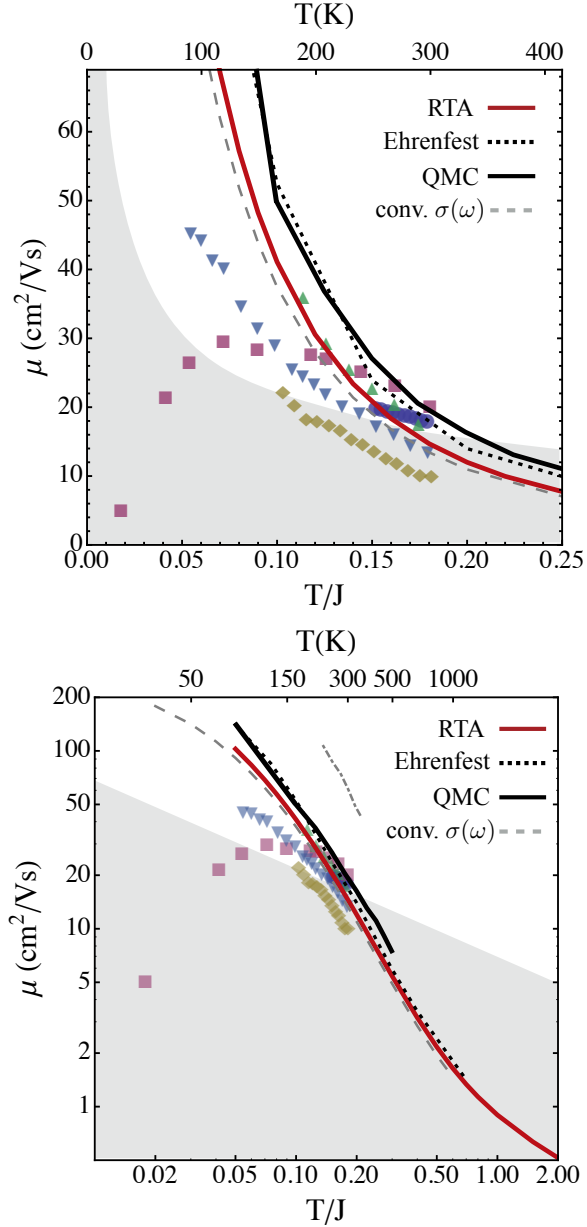 T(K)
0 100 200 300 400
60
50
40
30
20
10
0
μ (cm²/Vs)
RTA
Ehrenfest
QMC
conv. σ(ω)
0.00 0.05 0.10 0.15 0.20 0.25
T/J
T(K)
50 150 300 500 1000
200
100
50
20
10
5
2
1
μ (cm²/Vs)
RTA
Ehrenfest
QMC
conv. σ(ω)
0.02 0.05 0.10 0.20 0.50 1.00 2.00
T/J